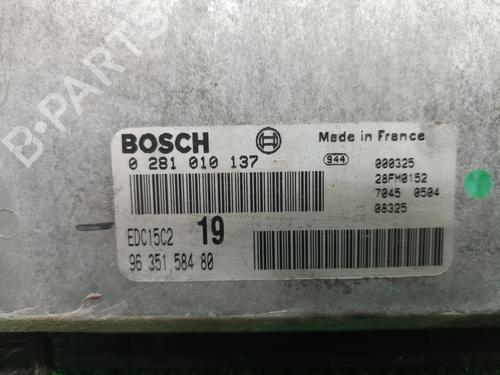 B-PARTS
BOSCH
Made in France
0 281 010 137
944
000325
28FM0152
7045 0504
08325
EDC15C2 19
96 351 584 80